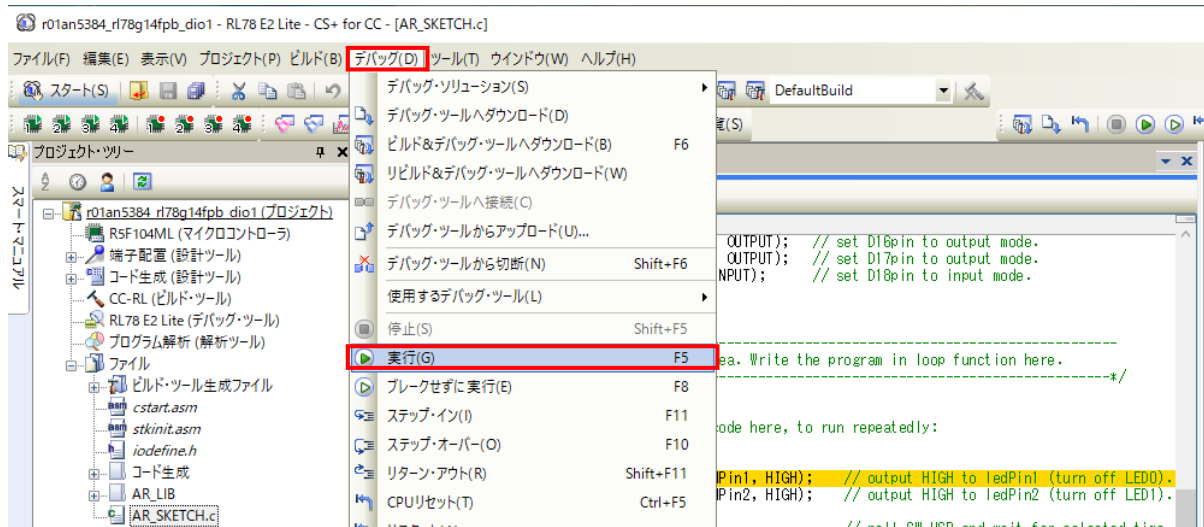 r01an5384_rl78g14fpb_dio1 - RL78 E2 Lite - CS+ for CC - [AR_SKETCH.c]
ファイル(F) 編集(E) 表示(V) プロジェクト(P) ビルド(B) デバッグ(D) ツール(T) ウインドウ(W) ヘルプ(H)
スタート(S)
DefaultBuild
(S)
プロジェクト・ツリー
スマートマニュアル
r01an5384_rl78g14fpb_dio1 (プロジェクト)
R5F104ML (マイクロコントローラ)
端子配置 (設計ツール)
コード生成 (設計ツール)
CC-RL (ビルド・ツール)
RL78 E2 Lite (デバッグ・ツール)
プログラム解析 (解析ツール)
ファイル
ビルド・ツール生成ファイル
cstart.asm
stkinit.asm
iodefine.h
コード生成
AR_LIB
AR_SKETCH.c
デバッグ・ソリューション(S)
デバッグ・ツールへダウンロード(D)
ビルド&デバッグ・ツールへダウンロード(B) F6
リビルド&デバッグ・ツールへダウンロード(W)
デバッグ・ツールへ接続(C)
デバッグ・ツールからアップロード(U)...
デバッグ・ツールから切断(N) Shift+F6
使用するデバッグ・ツール(L)
停止(S) Shift+F5
実行(G) F5
ブレークせずに実行(E) F8
ステップ・イン(I) F11
ステップ・オーバー(O) F10
リターン・アウト(R) Shift+F11
CPUリセット(T) Ctrl+F5
OUTPUT); // set D16pin to output mode.
OUTPUT); // set D17pin to output mode.
NPUT); // set D18pin to input mode.
ea. Write the program in loop function here.
--*/
ode here, to run repeatedly:
Pin1, HIGH); // output HIGH to ledPin1 (turn off LED0).
Pin2, HIGH); // output HIGH to ledPin2 (turn off LED1).